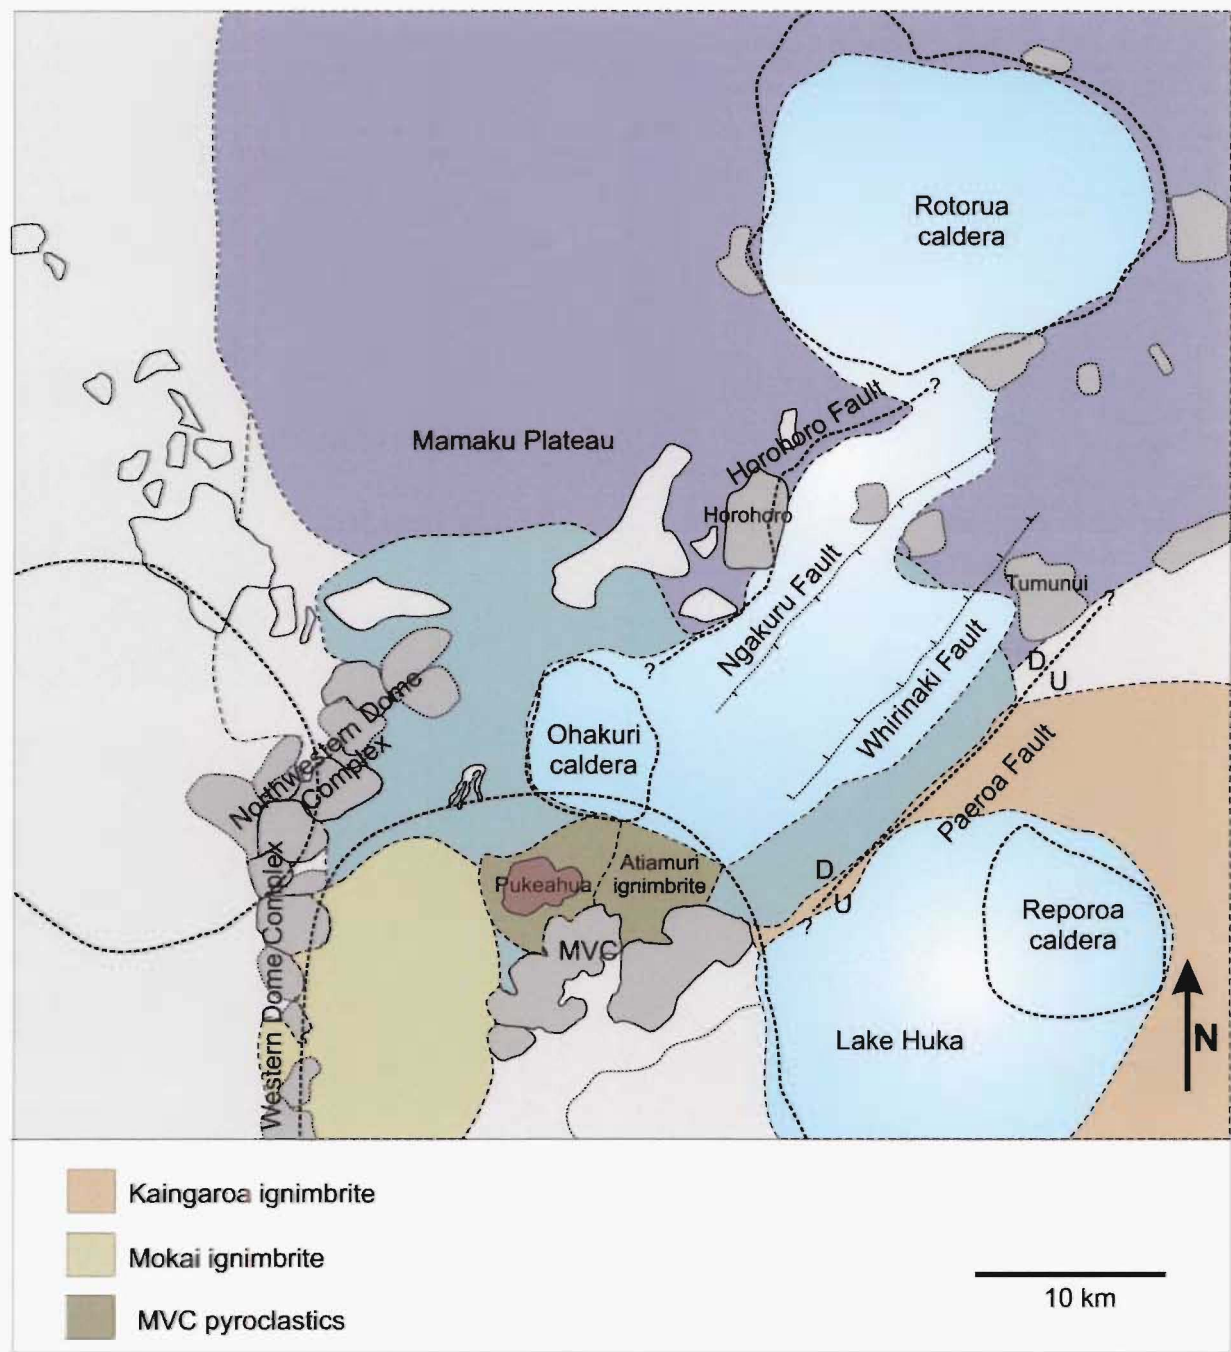 Rotorua
caldera
?
Horohoro Fault
Mamaku Plateau
Horohoro
Ngakuru Fault
Tumunui
?
D
U
?
Whirinaki Fault
Northwestern Dome
Complex
Ohakuri
caldera
Paeroa Fault
D
U
?
Pukeahua
Atiamuri
ignimbrite
MVC
Reporoa
caldera
Western Dome Complex
Lake Huka
N
Kaingaroa ignimbrite
Mokai ignimbrite
MVC pyroclastics
10 km